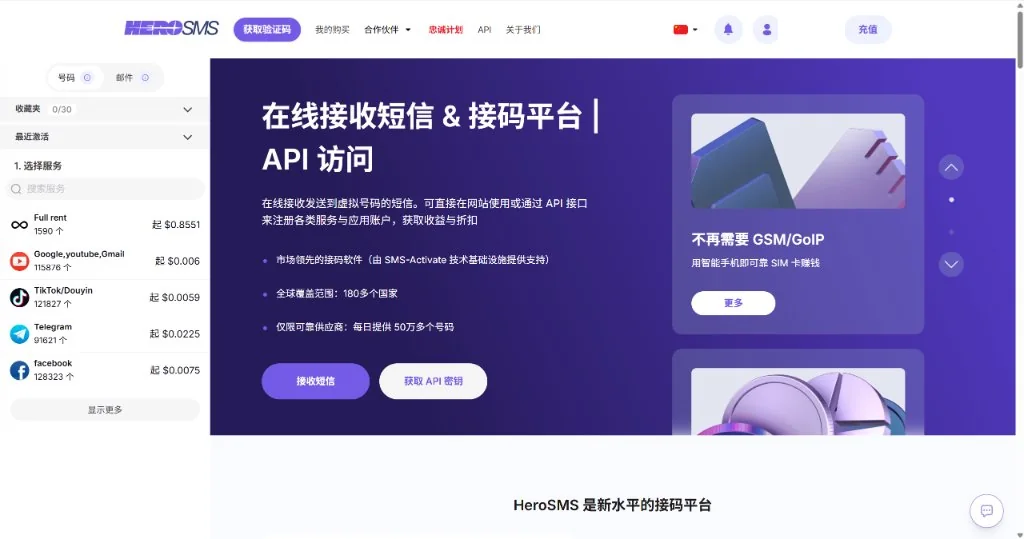 HEROSMS
获取验证码
我的购买
合作伙伴
忠诚计划
API
关于我们
充值
号码
邮件
收藏夹 0/30
最近激活
1. 选择服务
搜索服务
Full rent
1590 个
起 $0.8551
Google,youtube,Gmail
115876 个
起 $0.006
TikTok/Douyin
121827 个
起 $0.0059
Telegram
91621 个
起 $0.0225
facebook
128323 个
起 $0.0075
显示更多
在线接收短信 & 接码平台 |
API 访问
在线接收发送到虚拟号码的短信。可直接在网站使用或通过 API 接口
来注册各类服务与应用账户，获取收益与折扣
市场领先的接码软件（由 SMS-Activate 技术基础设施提供支持）
全球覆盖范围：180多个国家
仅限可靠供应商：每日提供 50万多个号码
接收短信
获取 API 密钥
不再需要 GSM/GoIP
用智能手机即可靠 SIM 卡赚钱
更多
HeroSMS 是新水平的接码平台